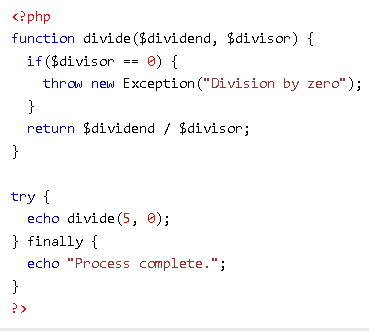 <?php
function divide($dividend, $divisor) {
  if($divisor == 0) {
    throw new Exception("Division by zero");
  }
  return $dividend / $divisor;
}

try {
  echo divide(5, 0);
} finally {
  echo "Process complete.";
}
?>